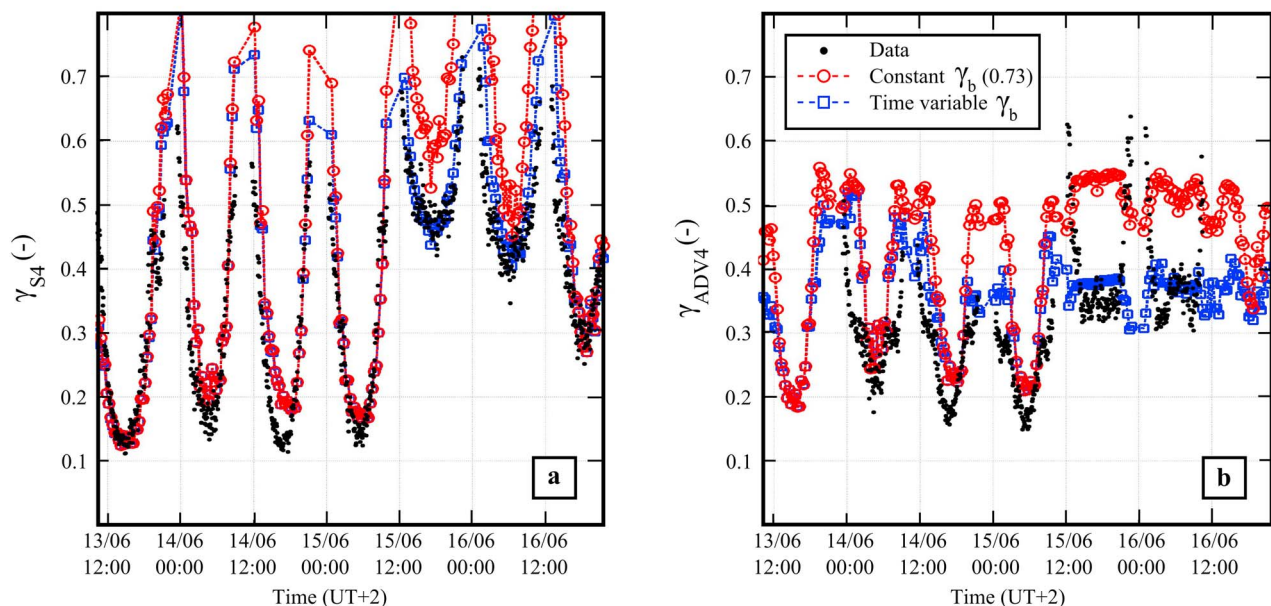 0.7
0.6
0.5
0.4
0.3
0.2
0.1
γS4 (-)
a
13/06 14/06 14/06 15/06 15/06 16/06 16/06
12:00 00:00 12:00 00:00 12:00 00:00 12:00
Time (UT+2)
Data
Constant γb (0.73)
Time variable γb
0.7
0.6
0.5
0.4
0.3
0.2
0.1
γADV4 (-)
b
13/06 14/06 14/06 15/06 15/06 16/06 16/06
12:00 00:00 12:00 00:00 12:00 00:00 12:00
Time (UT+2)